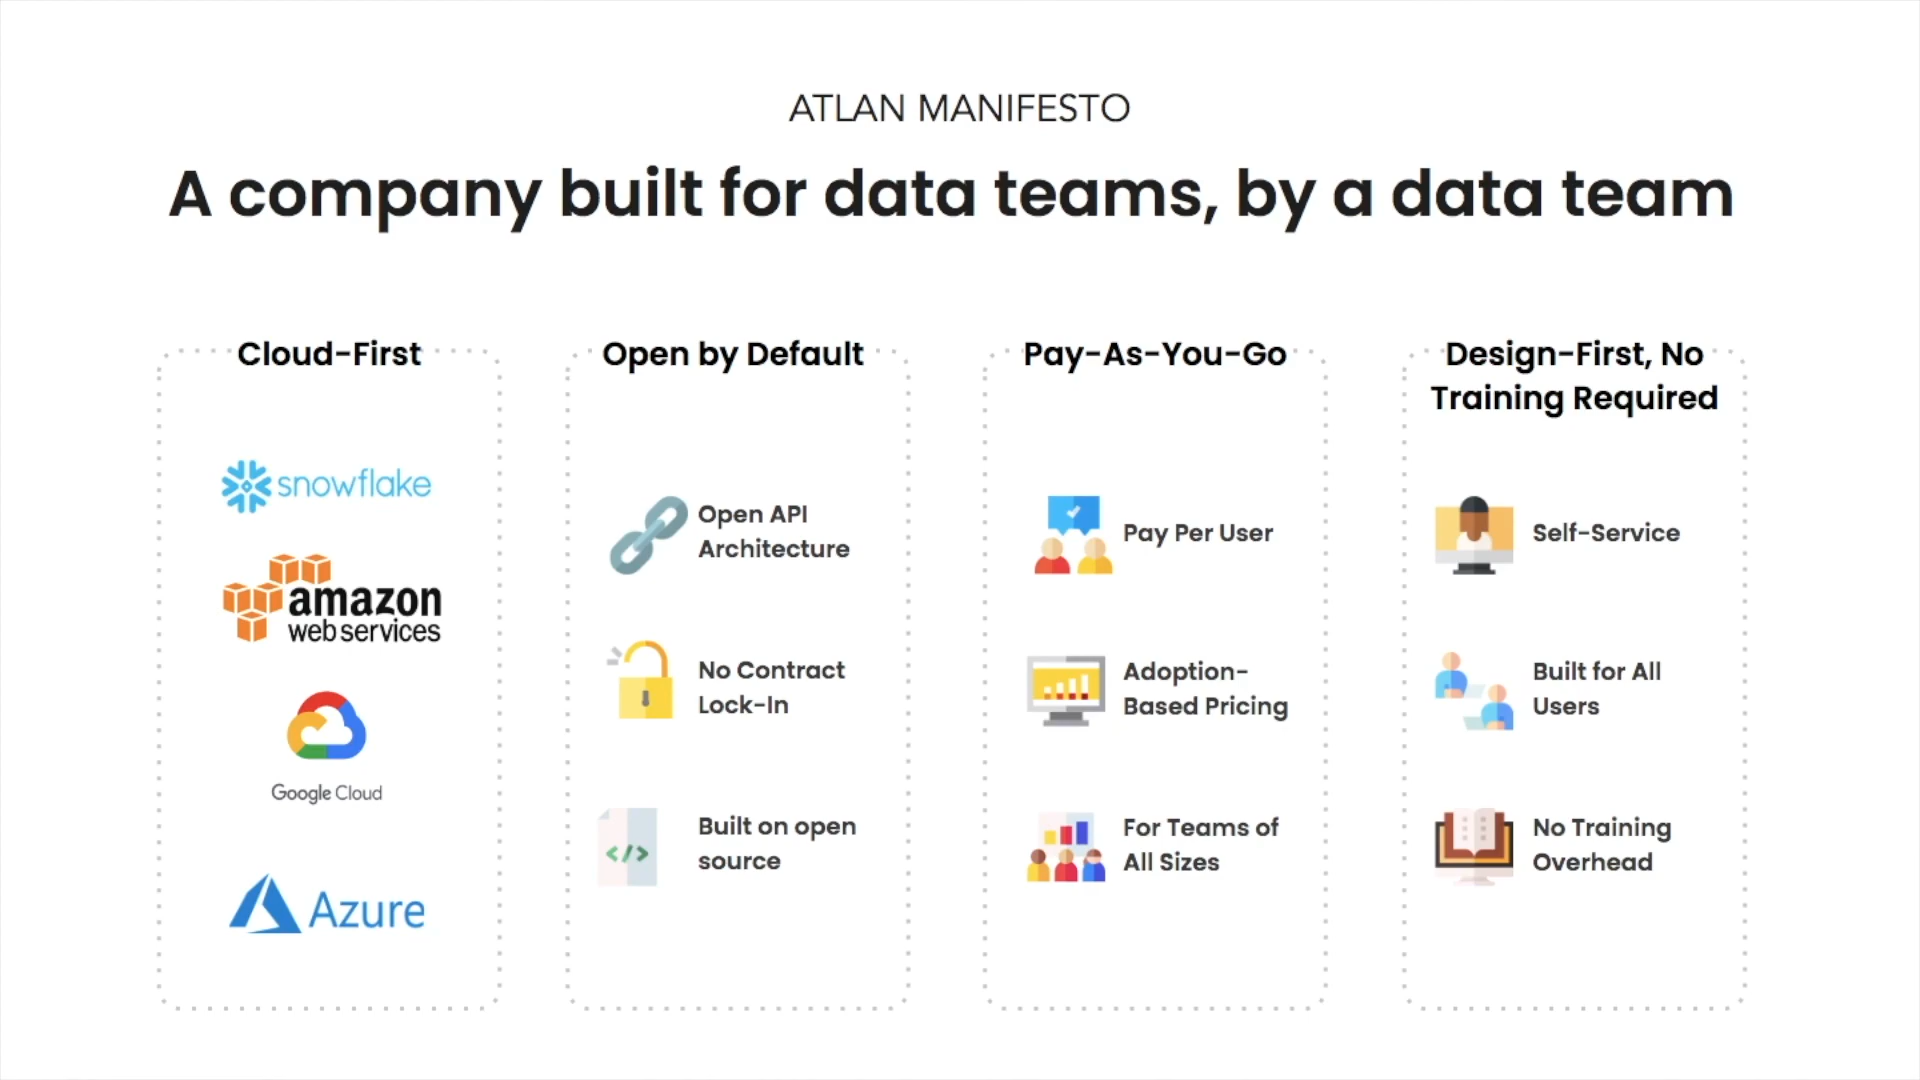 ATLAN MANIFESTO
A company built for data teams, by a data team
Cloud-First
snowflake
amazon
web services
Google Cloud
Azure
Open by Default
Open API
Architecture
No Contract
Lock-In
</>
Built on open
source
Pay-As-You-Go
Pay Per User
Adoption-
Based Pricing
For Teams of
All Sizes
Design-First, No
Training Required
Self-Service
Built for All
Users
No Training
Overhead